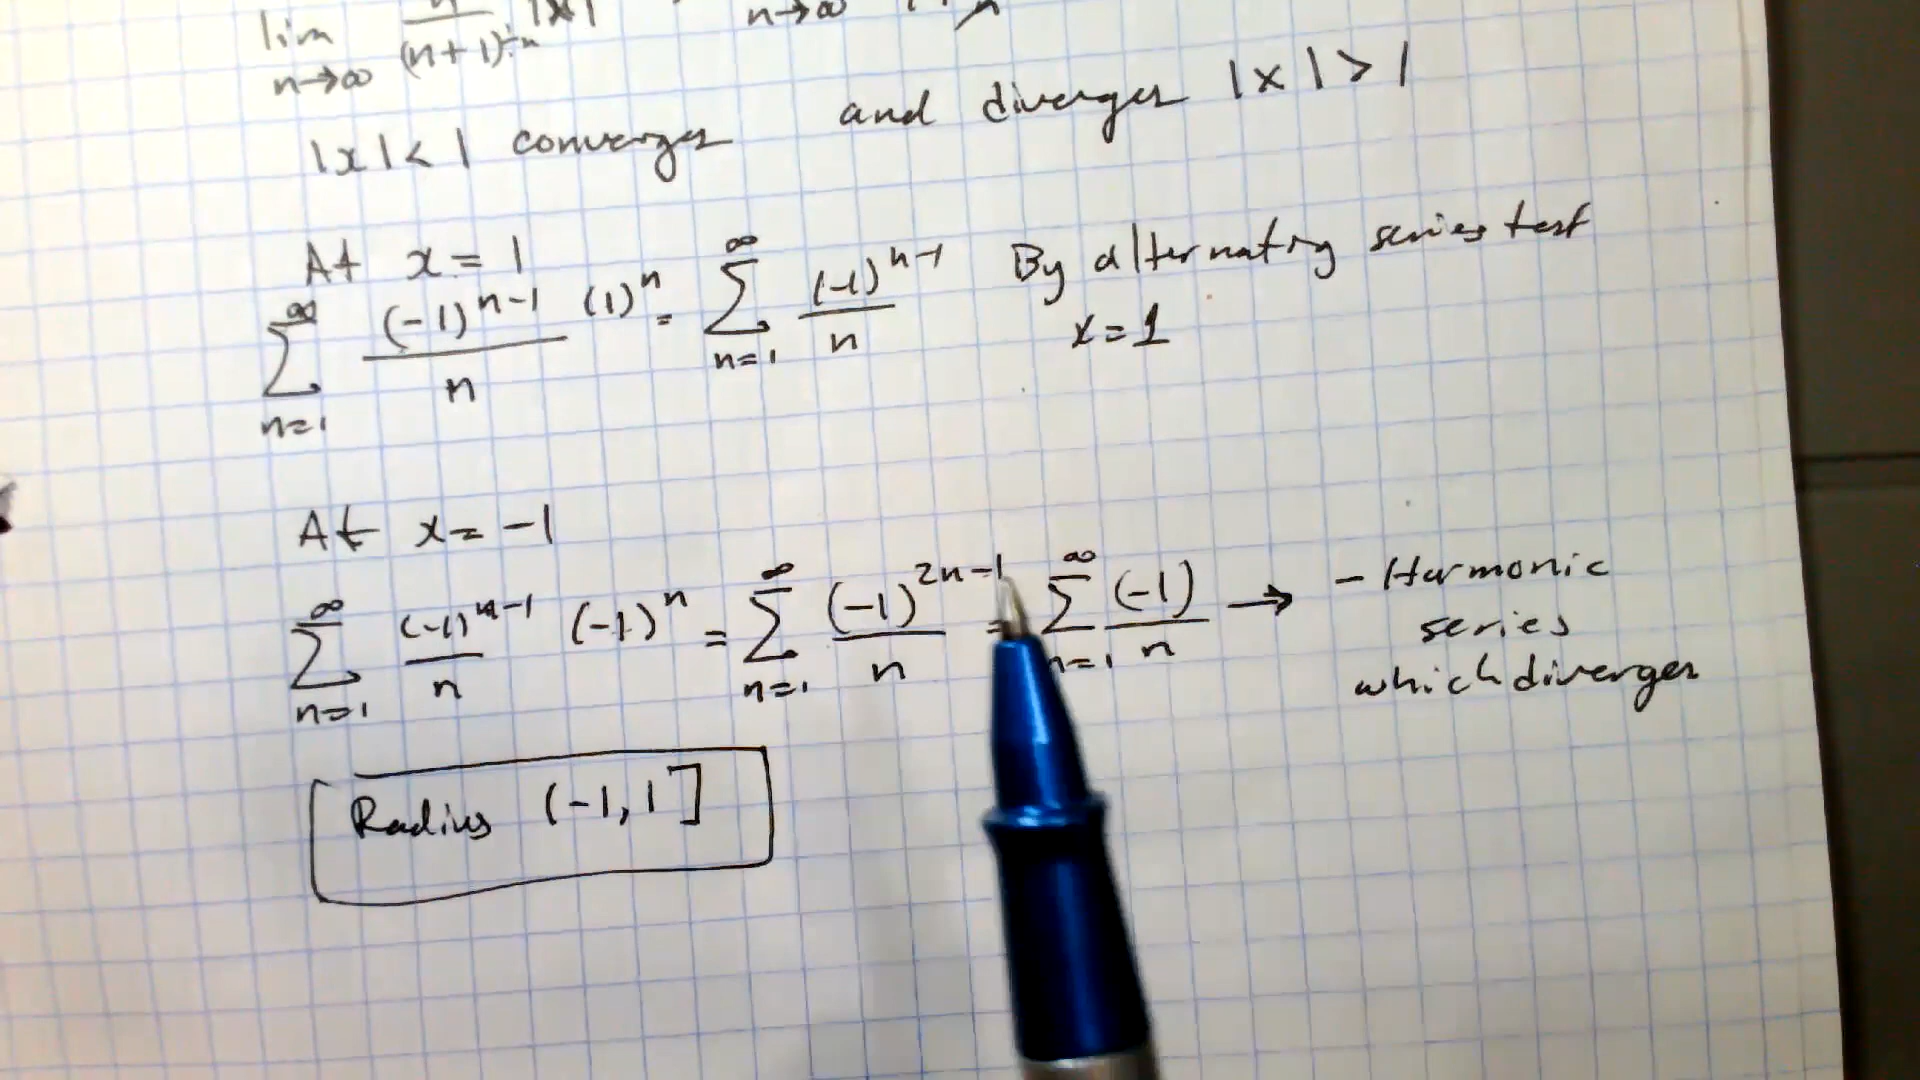 lim n→∞ n/(n+1) |x| n→∞
|x| < 1 converges and diverges |x| > 1
At x = 1
∑_{n=1}^{∞} (-1)^{n-1}/n (1)^n = ∑_{n=1}^{∞} (-1)^{n-1}/n By alternating series test
x = 1
At x = -1
∑_{n=1}^{∞} (-1)^{n-1}/n (-1)^n = ∑_{n=1}^{∞} (-1)^{2n-1}/n = ∑_{n=1}^{∞} (-1)/n → - Harmonic
series
which diverges
Radius (-1, 1]